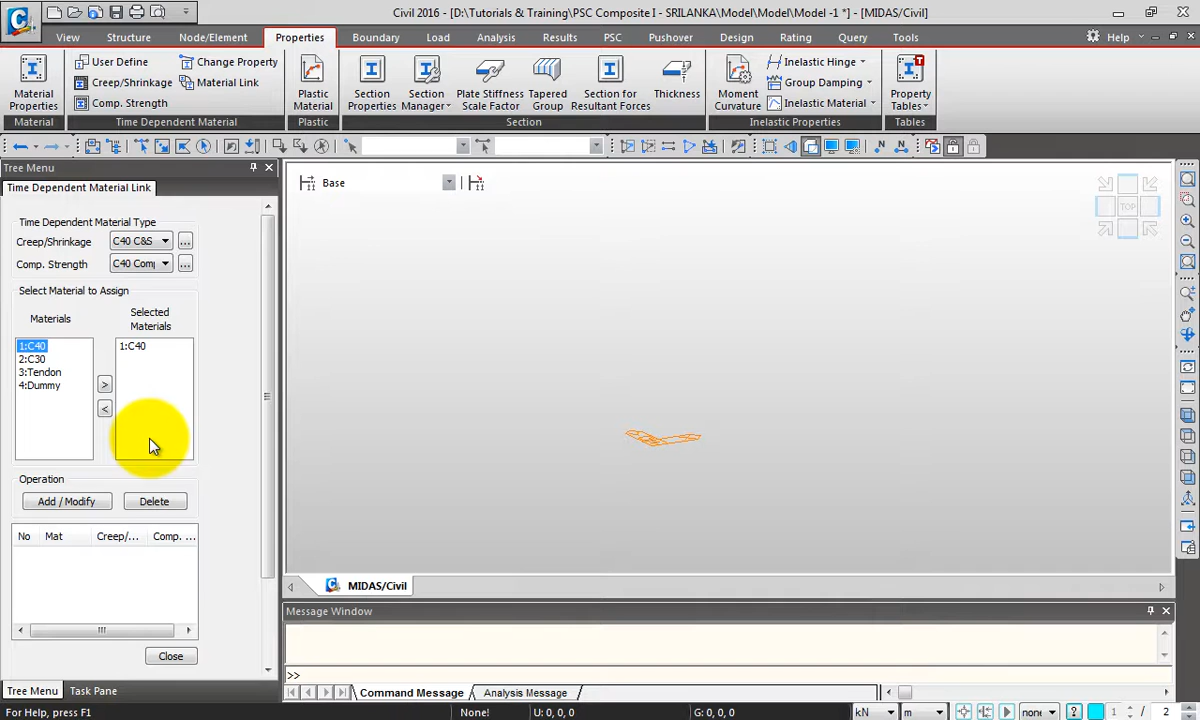 Civil 2016 - [D:\Tutorials & Training\PSC Composite I - SRILANKA\Model\Model\Model -1 *] - [MIDAS/Civil]
View Structure Node/Element Properties Boundary Load Analysis Results PSC Pushover Design Rating Query Tools Help
Material Properties
User Define
Creep/Shrinkage
Comp. Strength
Change Property
Material Link
Plastic Material
Section Properties
Section Manager
Plate Stiffness Scale Factor
Tapered Group
Section for Resultant Forces
Thickness
Moment Curvature
Inelastic Hinge
Group Damping
Inelastic Material
Property Tables
Material Time Dependent Material Plastic Section Inelastic Properties Tables
Tree Menu
Time Dependent Material Link
Base
TOP
Time Dependent Material Type
Creep/Shrinkage C40 C&S ...
Comp. Strength C40 Comp ...
Select Material to Assign
Materials
Selected Materials
1:C40
2:C30
3:Tendon
4:Dummy
>
<
1:C40
Operation
Add / Modify Delete
No Mat Creep/... Comp. ...
Close
MIDAS/Civil
Message Window
>>
Tree Menu Task Pane
Command Message Analysis Message
For Help, press F1 None! U: 0, 0, 0 G: 0, 0, 0 kN m none 1 / 2